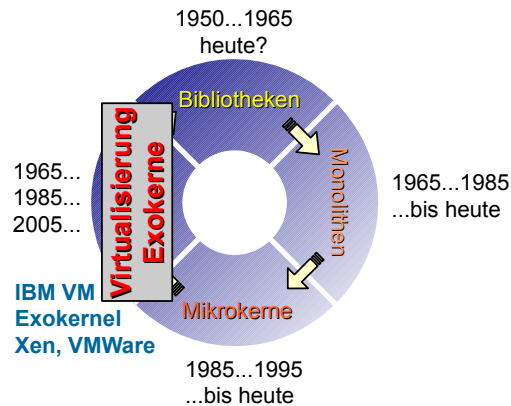 1950...1965
heute?
Bibliotheken
Monolithen
1965...1985
...bis heute
Mikrokerne
1985...1995
...bis heute
Virtualisierung
Exokerne
1965...
1985...
2005...
IBM VM
Exokernel
Xen, VMWare